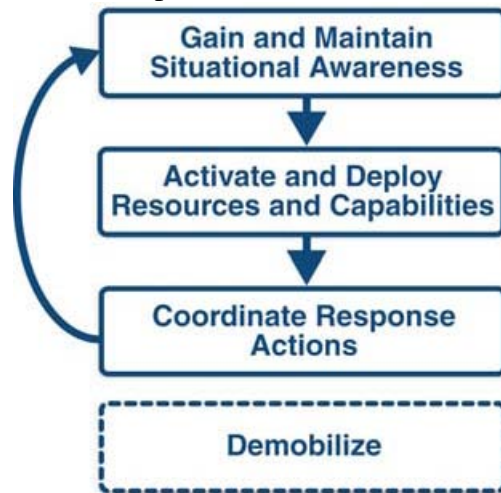 Gain and Maintain
Situational Awareness
Activate and Deploy
Resources and Capabilities
Coordinate Response
Actions
Demobilize